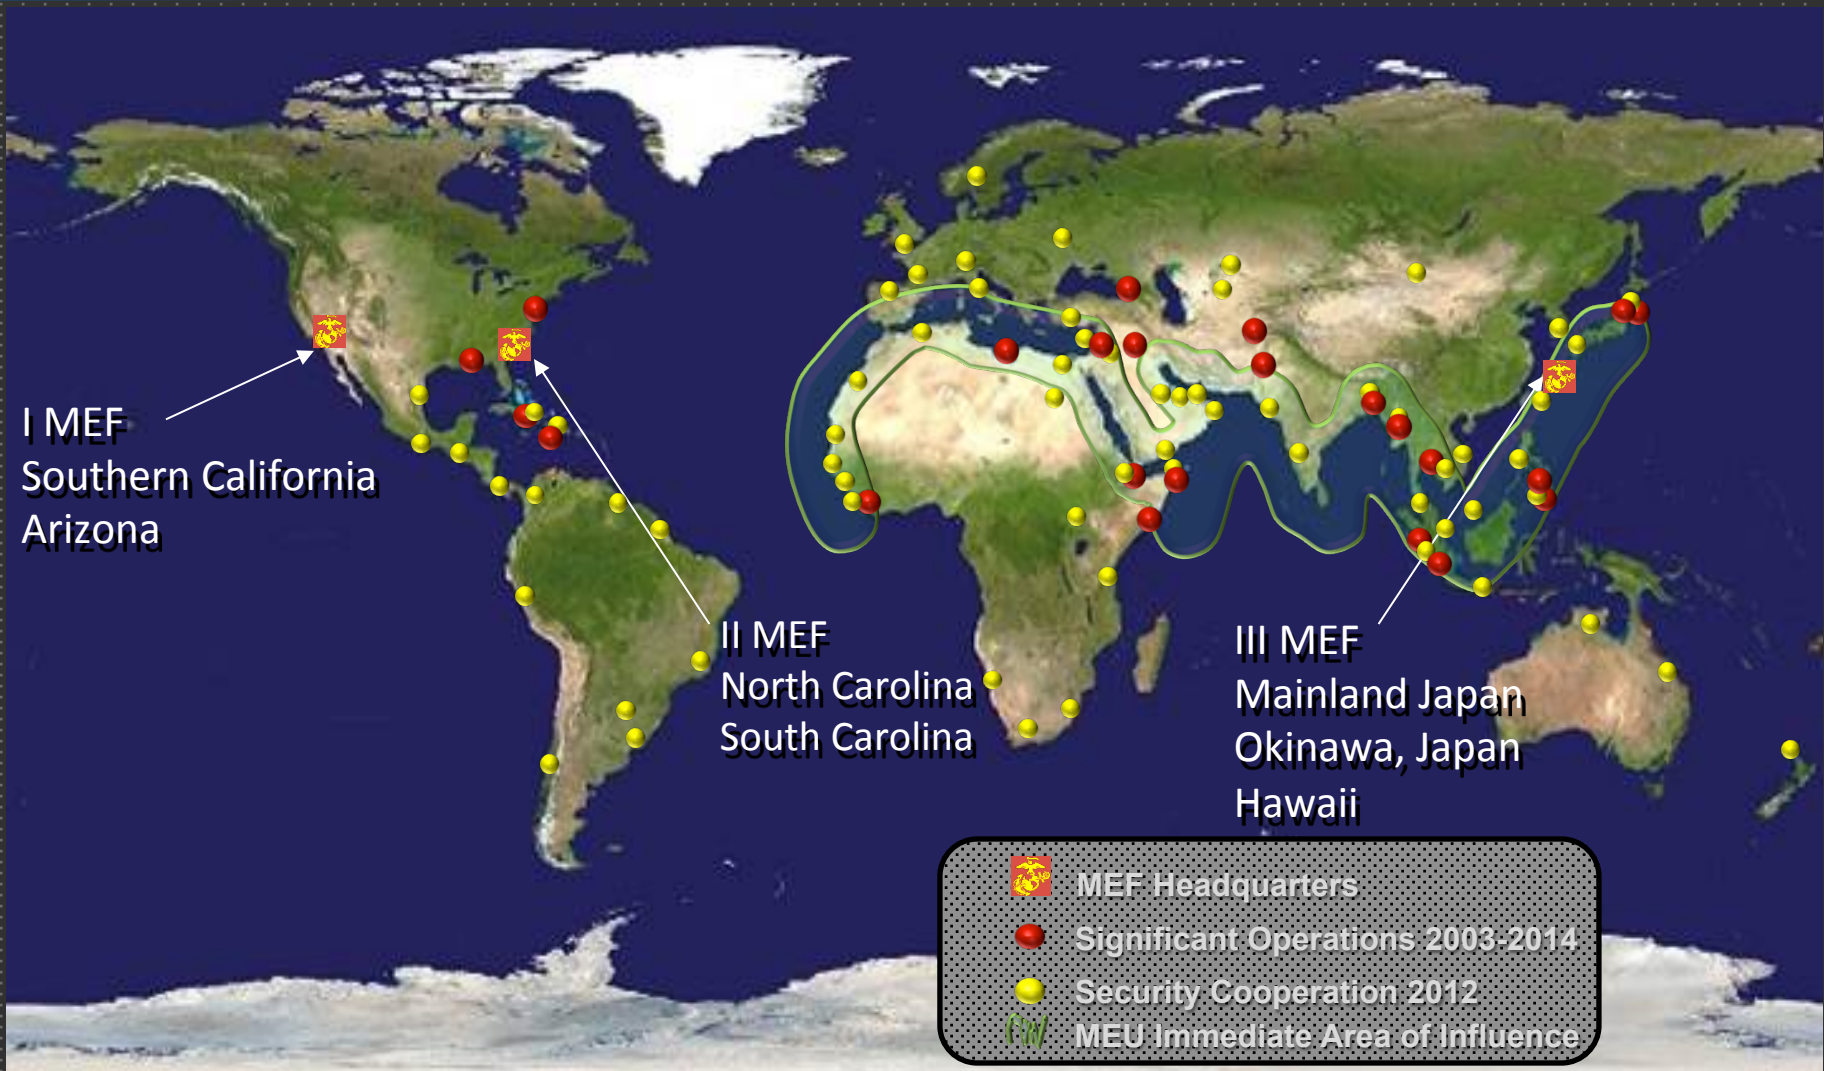 I MEF
Southern California
Arizona
II MEF
North Carolina
South Carolina
III MEF
Mainland Japan
Okinawa, Japan
Hawaii
MEF Headquarters
Significant Operations 2003-2014
Security Cooperation 2012
MEU Immediate Area of Influence